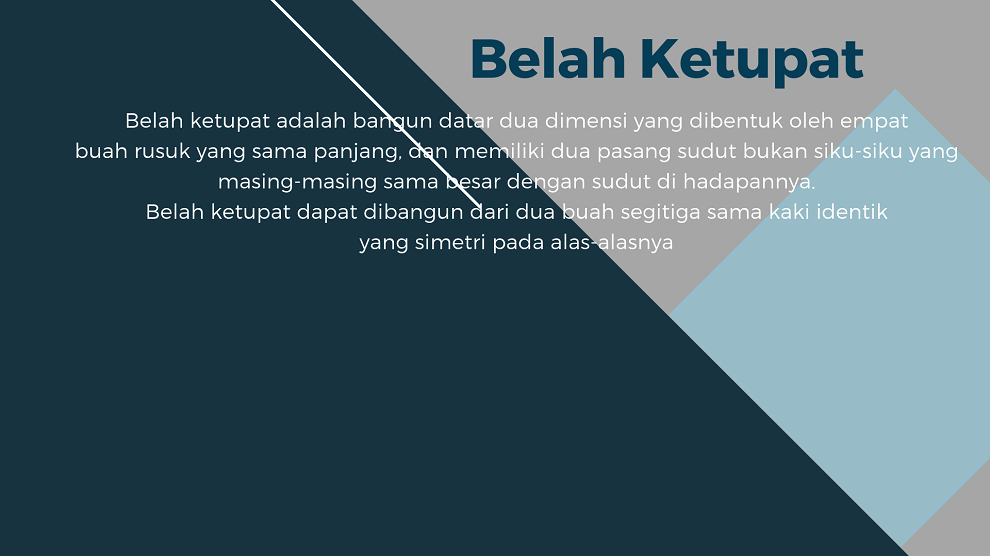 Belah Ketupat
Belah ketupat adalah bangun datar dua dimensi yang dibentuk oleh empat
buah rusuk yang sama panjang, dan memiliki dua pasang sudut bukan siku-siku yang
masing-masing sama besar dengan sudut di hadapannya.
Belah ketupat dapat dibangun dari dua buah segitiga sama kaki identik
yang simetri pada alas-alasnya